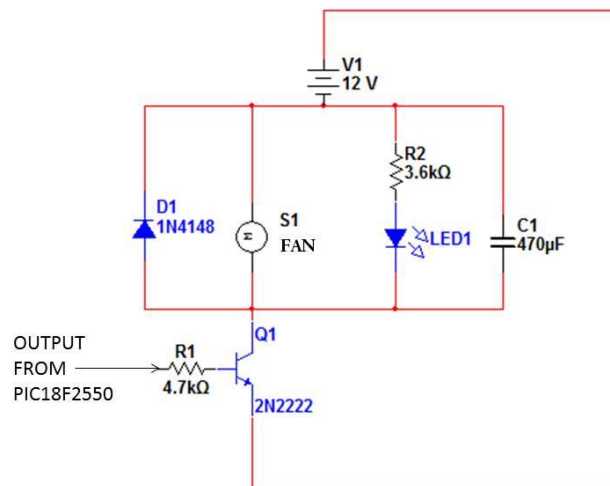 V1
12 V
R2
3.6kΩ
D1
1N4148
S1
FAN
LED1
C1
470µF
Q1
OUTPUT
FROM
PIC18F2550
R1
4.7kΩ
2N2222